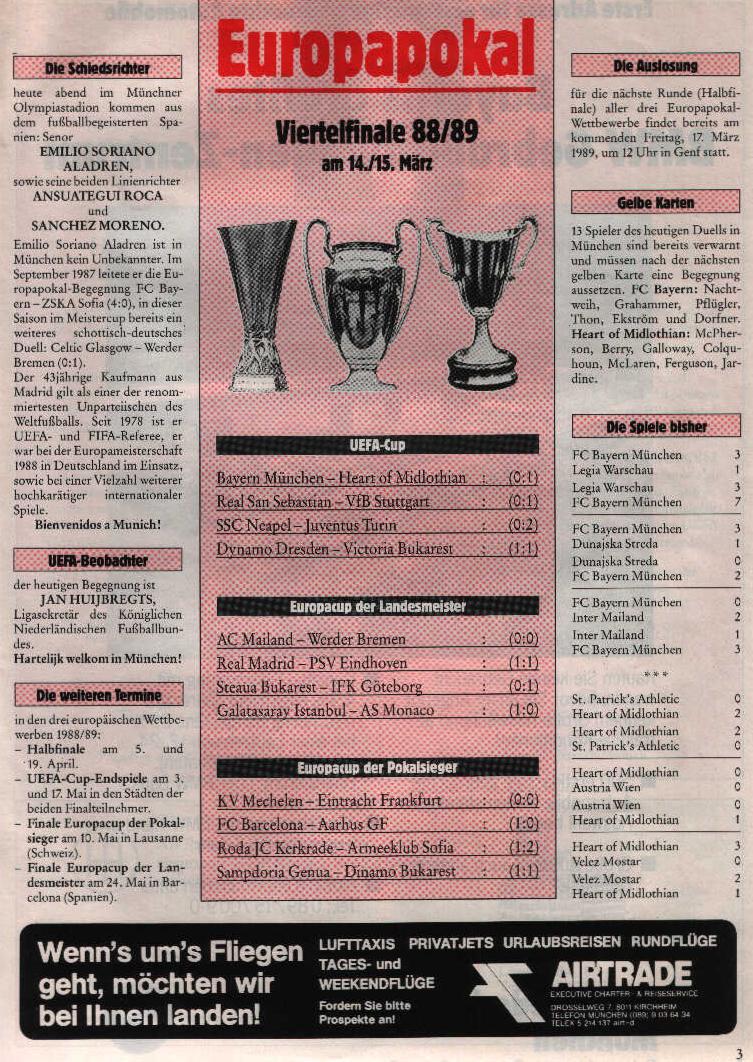 Europapokal
Viertelfinale 88/89
am 14./15. März
Die Schiedsrichter
heute abend im Münchner
Olympiastadion kommen aus
dem fußballbegeisterten Spa-
nien: Senor
EMILIO SORIANO
ALADREN,
sowie seine beiden Linienrichter
ANSUATEGUI ROCA
und
SANCHEZ MORENO.
Emilio Soriano Aladren ist in
München kein Unbekannter. Im
September 1987 leitete er die Eu-
ropapokal-Begegnung FC Bay-
ern – ZSKA Sofia (4:0), in dieser
Saison im Meistercup bereits ein
weiteres schottisch-deutsches
Duell: Celtic Glasgow – Werder
Bremen (0:1).
Der 43jährige Kaufmann aus
Madrid gilt als einer der renom-
miertesten Unparteiischen des
Weltfußballs. Seit 1978 ist er
UEFA- und FIFA-Referee, er
war bei der Europameisterschaft
1988 in Deutschland im Einsatz,
sowie bei einer Vielzahl weiterer
hochkarätiger internationaler
Spiele.
Bienvenidos a Munich!
UEFA-Beobachter
der heutigen Begegnung ist
JAN HUIJBREGTS,
Ligasekretär des Königlichen
Niederländischen Fußballbun-
des.
Hartelijk welkom in München!
Die weiteren Termine
in den drei europäischen Wettbe-
werben 1988/89:
– Halbfinale am 5. und
19. April.
– UEFA-Cup-Endspiele am 3.
und 17. Mai in den Städten der
beiden Finalteilnehmer.
– Finale Europacup der Pokal-
sieger am 10. Mai in Lausanne
(Schweiz).
– Finale Europacup der Lan-
desmeister am 24. Mai in Bar-
celona (Spanien).
UEFA-Cup
Bayern München – Heart of Midlothian : (0:1)
Real San Sebastian – VfB Stuttgart : (0:1)
SSC Neapel – Juventus Turin : (0:2)
Dynamo Dresden – Victoria Bukarest : (1:1)
Europacup der Landesmeister
AC Mailand – Werder Bremen : (0:0)
Real Madrid – PSV Eindhoven : (1:1)
Steaua Bukarest – IFK Göteborg : (0:1)
Galatasaray Istanbul – AS Monaco : (1:0)
Europacup der Pokalsieger
KV Mechelen – Eintracht Frankfurt : (0:0)
FC Barcelona – Aarhus GF : (1:0)
Roda JC Kerkrade – Armeeklub Sofia : (1:2)
Sampdoria Genua – Dinamo Bukarest : (1:1)
Die Auslosung
für die nächste Runde (Halbfi-
nale) aller drei Europapokal-
Wettbewerbe findet bereits am
kommenden Freitag, 17. März
1989, um 12 Uhr in Genf statt.
Gelbe Karten
13 Spieler des heutigen Duells in
München sind bereits verwarnt
und müssen nach der nächsten
gelben Karte eine Begegnung
aussetzen. FC Bayern: Nacht-
weih, Grahammer, Pflügler,
Thon, Ekström und Dorfner.
Heart of Midlothian: McPher-
son, Berry, Galloway, Colqu-
houn, McLaren, Ferguson, Jar-
dine.
Die Spiele bisher
FC Bayern München 3
Legia Warschau 1
Legia Warschau 3
FC Bayern München 7
FC Bayern München 3
Dunajska Streda 1
Dunajska Streda 0
FC Bayern München 2
FC Bayern München 0
Inter Mailand 2
Inter Mailand 1
FC Bayern München 3
* * *
St. Patrick's Athletic 0
Heart of Midlothian 2
Heart of Midlothian 2
St. Patrick's Athletic 0
Heart of Midlothian 0
Austria Wien 0
Austria Wien 0
Heart of Midlothian 1
Heart of Midlothian 3
Velez Mostar 0
Velez Mostar 2
Heart of Midlothian 1
Wenn's um's Fliegen
geht, möchten wir
bei Ihnen landen!
LUFTTAXIS PRIVATJETS URLAUBSREISEN RUNDFLÜGE
TAGES- und
WEEKENDFLÜGE
Fordern Sie bitte
Prospekte an!
AIRTRADE
EXECUTIVE CHARTER- & REISESERVICE
DROSSELWEG 7, 8011 KIRCHHEIM
TELEFON MÜNCHEN (089) 9 03 64 34
TELEX 5 214 137 airt-d
3